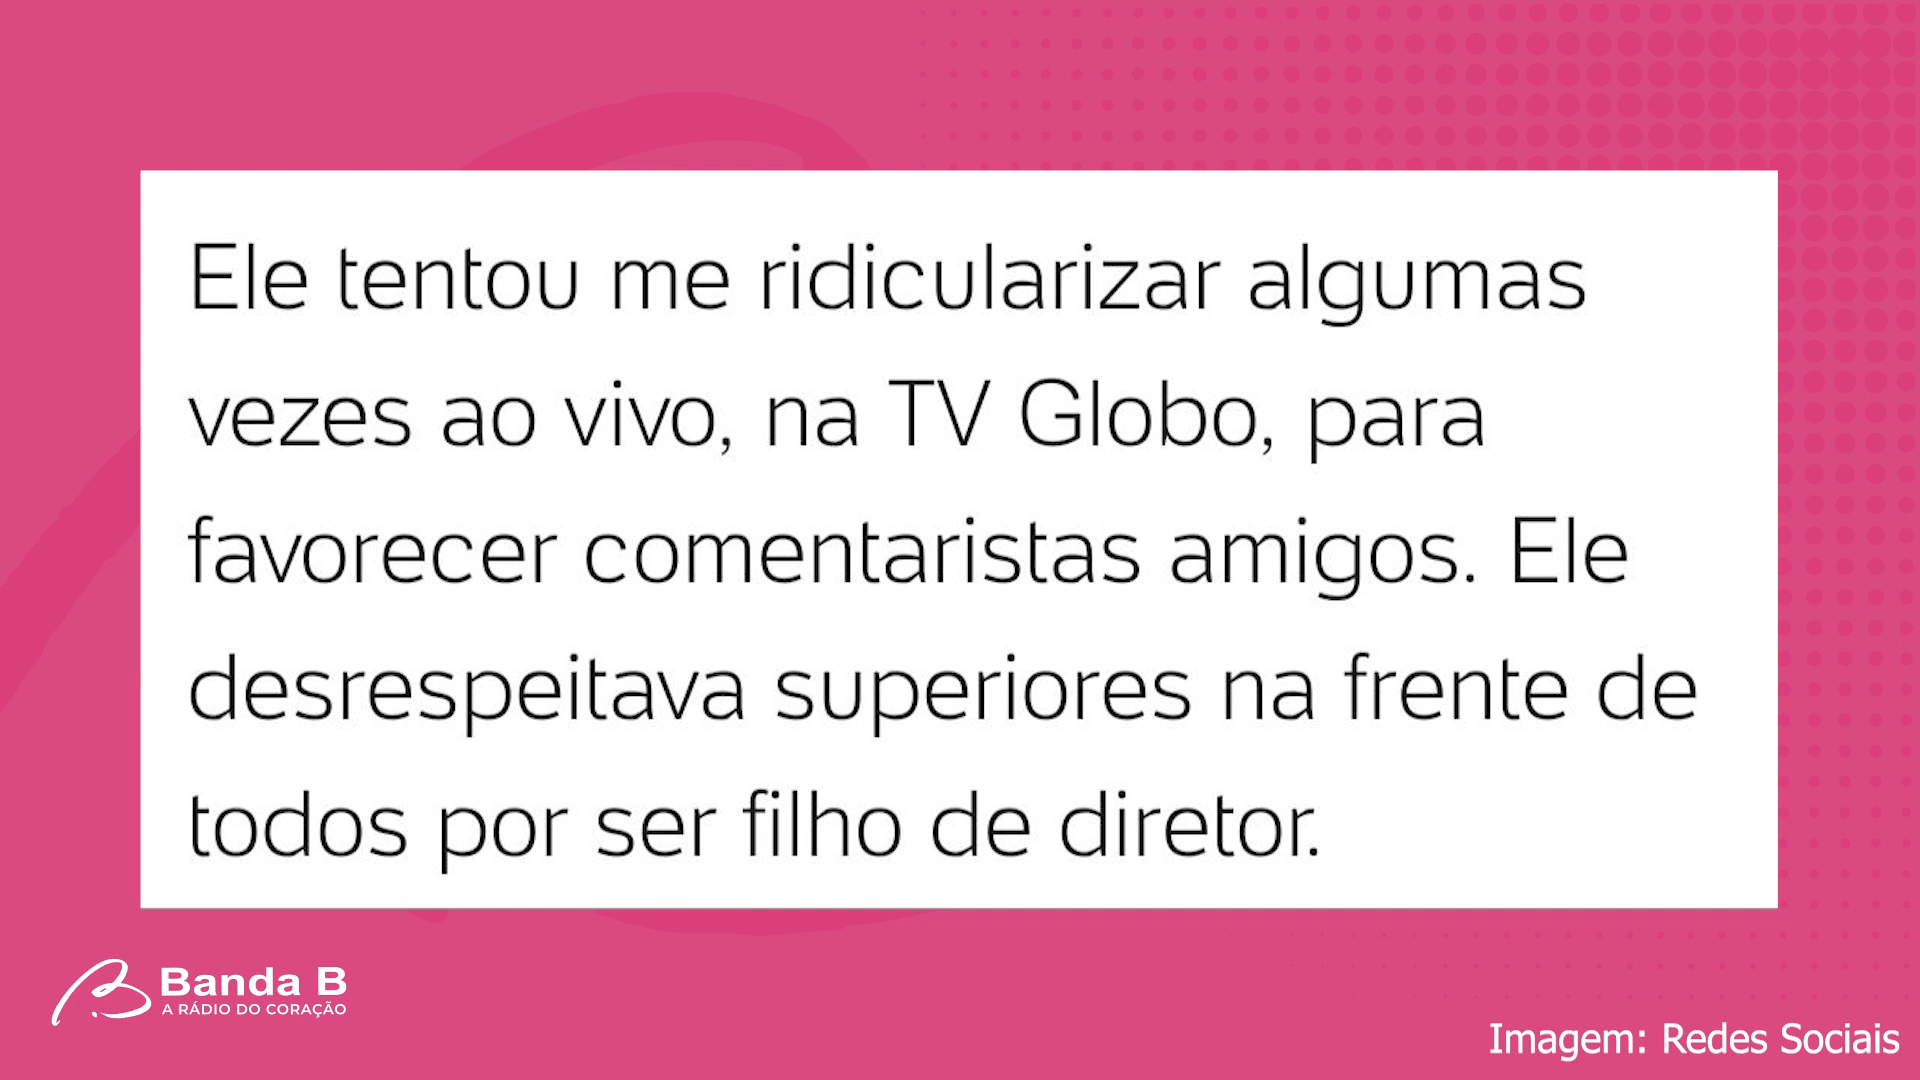 Ele tentou me ridicularizar algumas
vezes ao vivo, na TV Globo, para
favorecer comentaristas amigos. Ele
desrespeitava superiores na frente de
todos por ser filho de diretor.
Banda B
A RÁDIO DO CORAÇÃO
Imagem: Redes Sociais